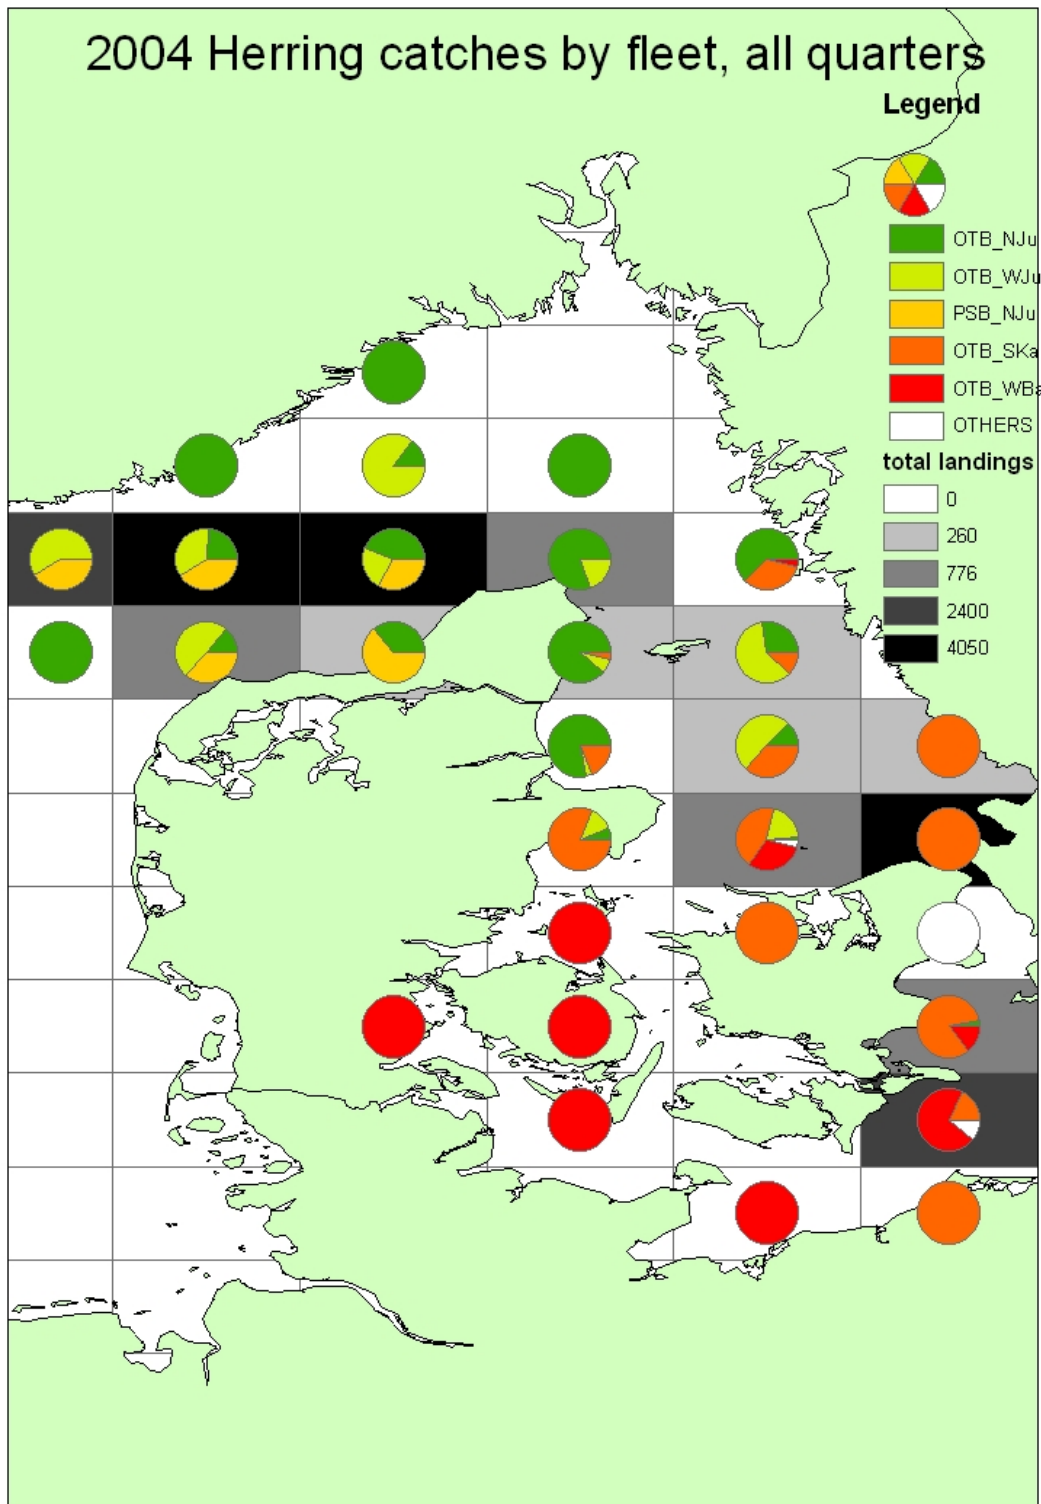 2004 Herring catches by fleet, all quarters
Legend
OTB_NJu
OTB_WJu
PSB_NJu
OTB_SKa
OTB_WBa
OTHERS
total landings
0
260
776
2400
4050